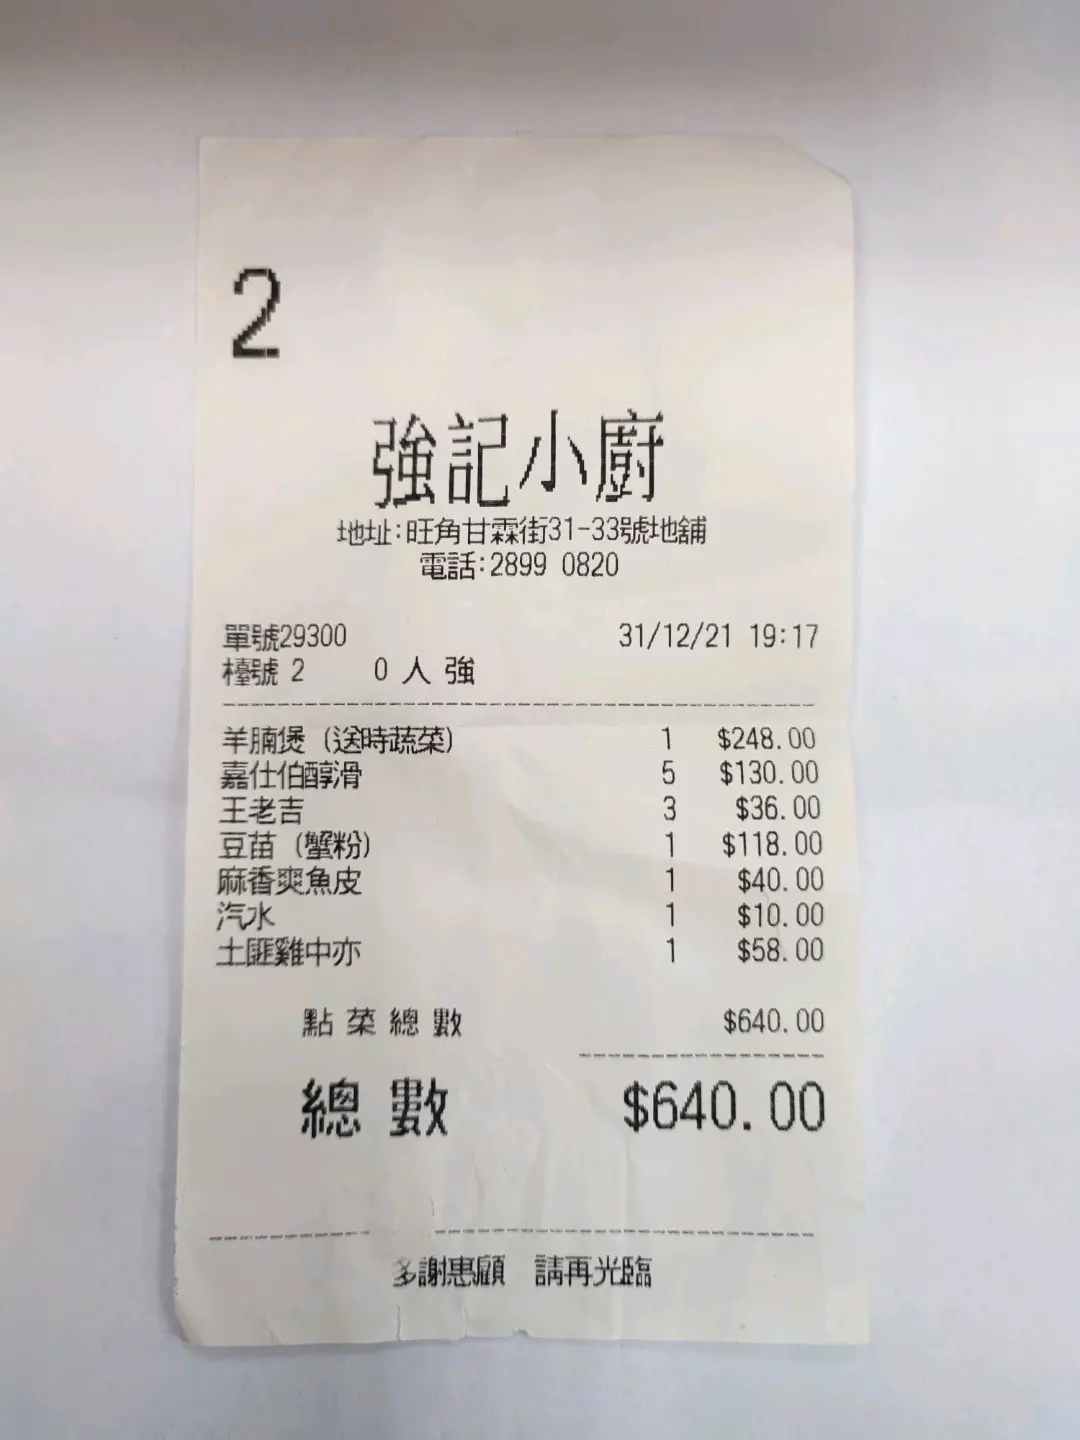 2
強記小廚
地址:旺角甘霖街31-33號地舖
電話:2899 0820
單號29300 31/12/21 19:17
檯號 2 0 人 強
羊腩煲 (送時蔬菜) 1 $248.00
嘉仕伯醇滑 5 $130.00
王老吉 3 $36.00
豆苗 (蟹粉) 1 $118.00
麻香爽魚皮 1 $40.00
汽水 1 $10.00
土匪雞中亦 1 $58.00
點菜總數 $640.00
總數 $640.00
多謝惠顧 請再光臨